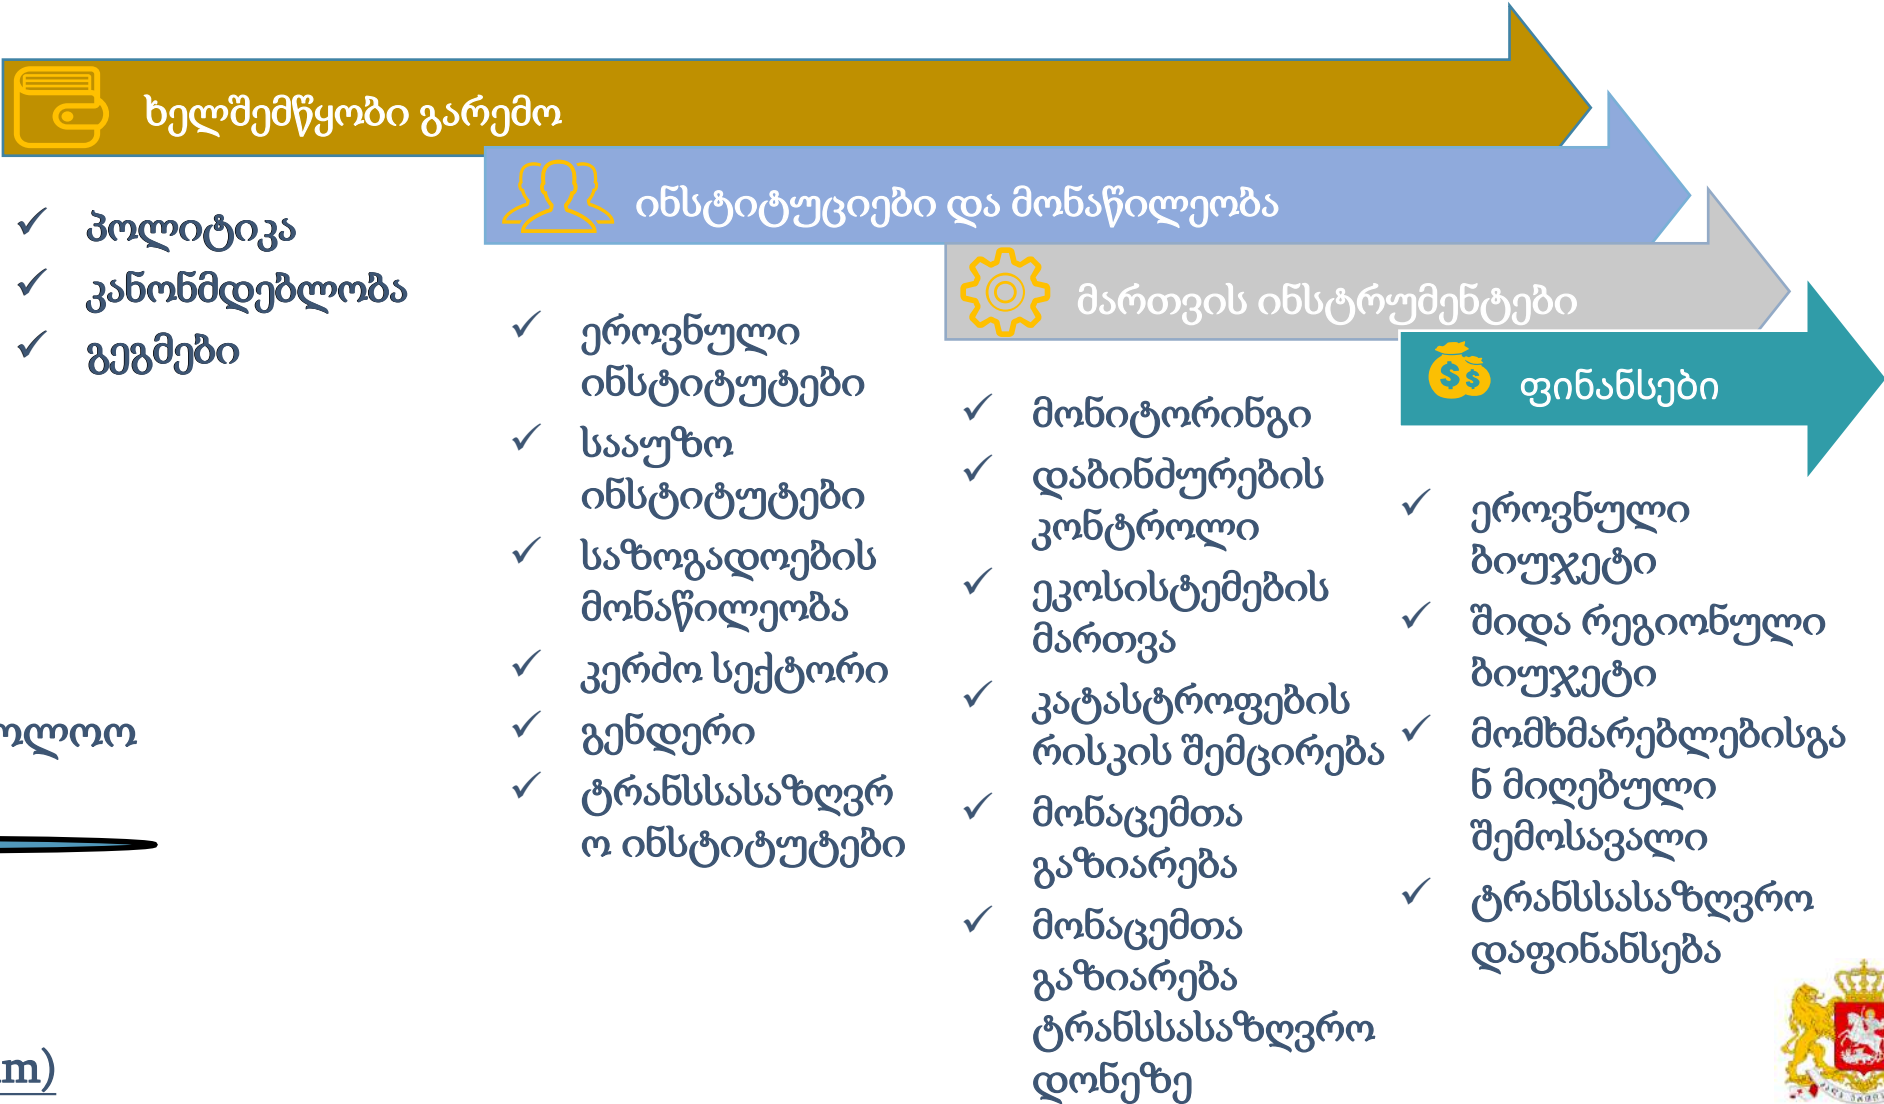 ხელშემწყობი გარემო
✓ პოლიტიკა
✓ კანონმდებლობა
✓ გეგმები
ინსტიტუციები და მონაწილეობა
✓ ეროვნული
ინსტიტუტები
✓ სააუზო
ინსტიტუტები
✓ საზოგადოების
მონაწილეობა
✓ კერძო სექტორი
✓ გენდერი
✓ ტრანსსასაზღვრ
ო ინსტიტუტები
მართვის ინსტრუმენტები
✓ მონიტორინგი
✓ დაბინძურების
კონტროლი
✓ ეკოსისტემების
მართვა
✓ კატასტროფების
რისკის შემცირება
✓ მონაცემთა
გაზიარება
✓ მონაცემთა
გაზიარება
ტრანსსასაზღვრო
დონეზე
ფინანსები
✓ ეროვნული
ბიუჯეტი
✓ შიდა რეგიონული
ბიუჯეტი
✓ მომხმარებლებისგა
ნ მიღებული
შემოსავალი
✓ ტრანსსასაზღვრო
დაფინანსება